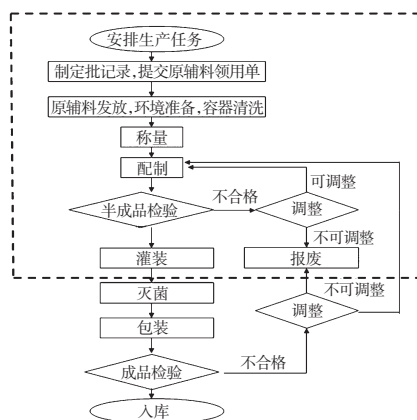 安排生产任务
制定批记录,提交原辅料领用单
原辅料发放,环境准备,容器清洗
称量
配制
可调整
不合格
半成品检验
调整
不可调整
灌装
报废
灭菌
不可调整
调整
包装
不合格
成品检验
入库